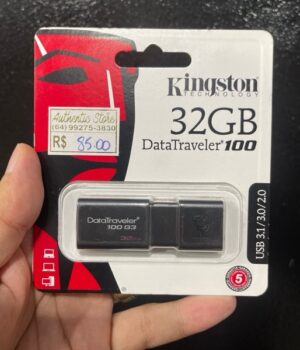 Kingston
TECHNOLOGY
Authentic Store
(64) 99275-3830
R$ 85.00
32GB
DataTraveler® 100
DataTraveler
100 G3
USB 3.1/3.0/2.0
5